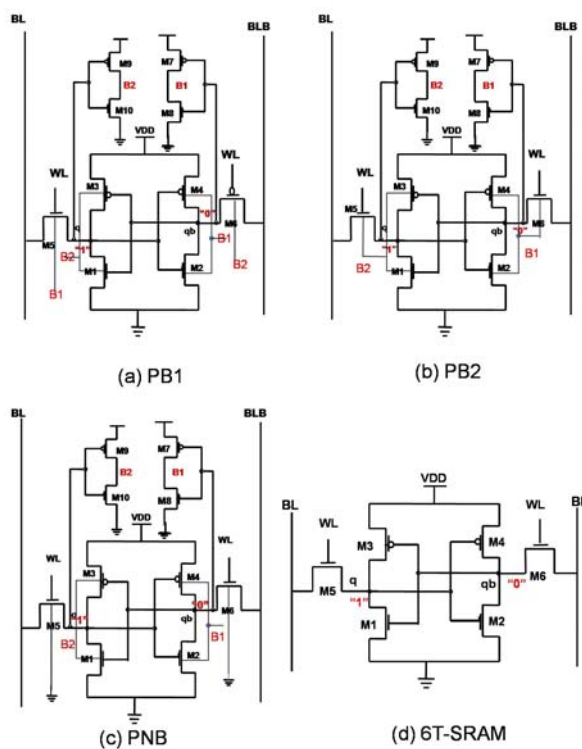 BL
BLB
M9
M7
B2
B1
M10
M8
VDD
WL
WL
M3
M4
"0"
q
qb
M6
M5
"1"
B1
B2
M1
M2
B2
B1
(a) PB1
BL
BLB
M9
M7
B2
B1
M10
M8
VDD
WL
WL
M3
M4
M5
q
qb
"0"
M6
"1"
B2
M1
M2
B1
(b) PB2
BL
BLB
M9
M7
B2
B1
M10
M8
VDD
WL
WL
M3
M4
"0"
q
"1"
qb
M6
M5
B2
B1
M1
M2
(c) PNB
VDD
BL
BL
WL
WL
M3
M4
q
qb
"0"
M6
M5
"1"
M1
M2
(d) 6T-SRAM